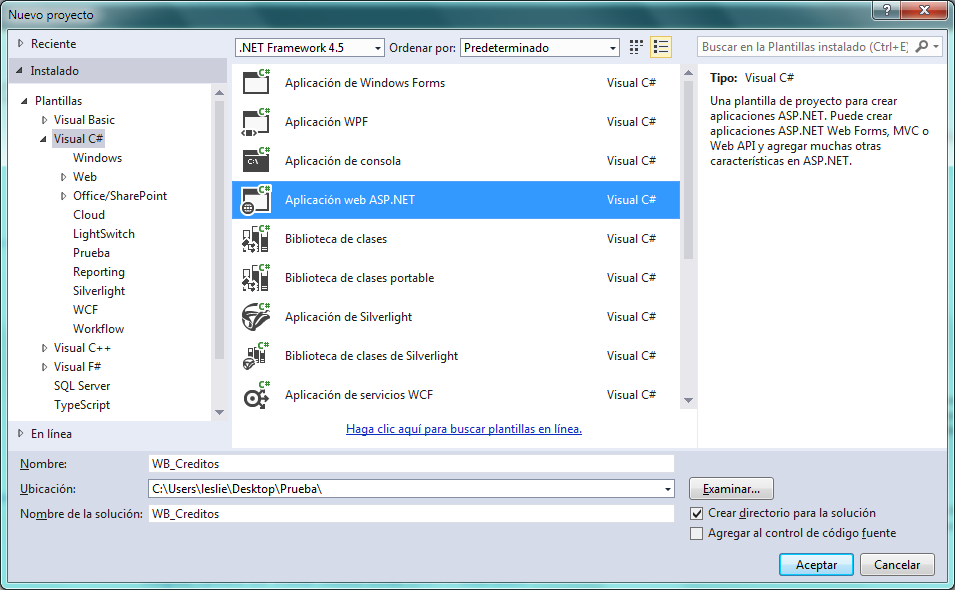 Nuevo proyecto
Reciente
Instalado
Plantillas
Visual Basic
Visual C#
Windows
Web
Office/SharePoint
Cloud
LightSwitch
Prueba
Reporting
Silverlight
WCF
Workflow
Visual C++
Visual F#
SQL Server
TypeScript
En línea
.NET Framework 4.5
Ordenar por: Predeterminado
Aplicación de Windows Forms Visual C#
Aplicación WPF Visual C#
Aplicación de consola Visual C#
Aplicación web ASP.NET Visual C#
Biblioteca de clases Visual C#
Biblioteca de clases portable Visual C#
Aplicación de Silverlight Visual C#
Biblioteca de clases de Silverlight Visual C#
Aplicación de servicios WCF Visual C#
Haga clic aquí para buscar plantillas en línea.
Buscar en la Plantillas instalado (Ctrl+E)
Tipo: Visual C#
Una plantilla de proyecto para crear
aplicaciones ASP.NET. Puede crear
aplicaciones ASP.NET Web Forms, MVC o
Web API y agregar muchas otras
características en ASP.NET.
Nombre: WB_Creditos
Ubicación: C:\Users\leslie\Desktop\Prueba\
Examinar...
Nombre de la solución: WB_Creditos
Crear directorio para la solución
Agregar al control de código fuente
Aceptar
Cancelar